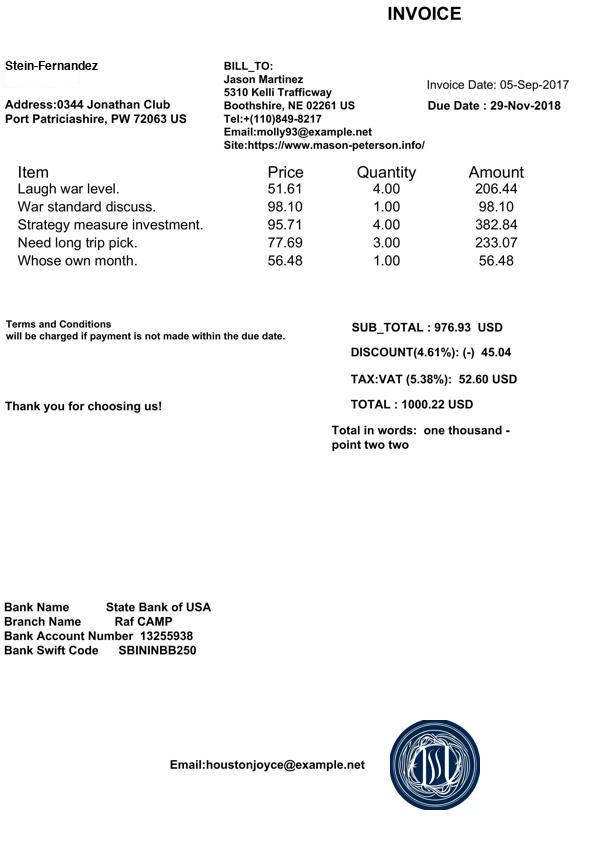 INVOICE
Stein-Fernandez
Address:0344 Jonathan Club
Port Patriciashire, PW 72063 US
BILL_TO:
Jason Martinez
5310 Kelli Trafficway
Boothshire, NE 02261 US
Tel:+(110)849-8217
Email:molly93@example.net
Site:https://www.mason-peterson.info/
Invoice Date: 05-Sep-2017
Due Date : 29-Nov-2018
Item Price Quantity Amount
Laugh war level. 51.61 4.00 206.44
War standard discuss. 98.10 1.00 98.10
Strategy measure investment. 95.71 4.00 382.84
Need long trip pick. 77.69 3.00 233.07
Whose own month. 56.48 1.00 56.48
Terms and Conditions
will be charged if payment is not made within the due date.
SUB_TOTAL : 976.93 USD
DISCOUNT(4.61%): (-) 45.04
TAX:VAT (5.38%): 52.60 USD
TOTAL : 1000.22 USD
Thank you for choosing us!
Total in words: one thousand -
point two two
Bank Name State Bank of USA
Branch Name Raf CAMP
Bank Account Number 13255938
Bank Swift Code SBININBB250
Email:houstonjoyce@example.net